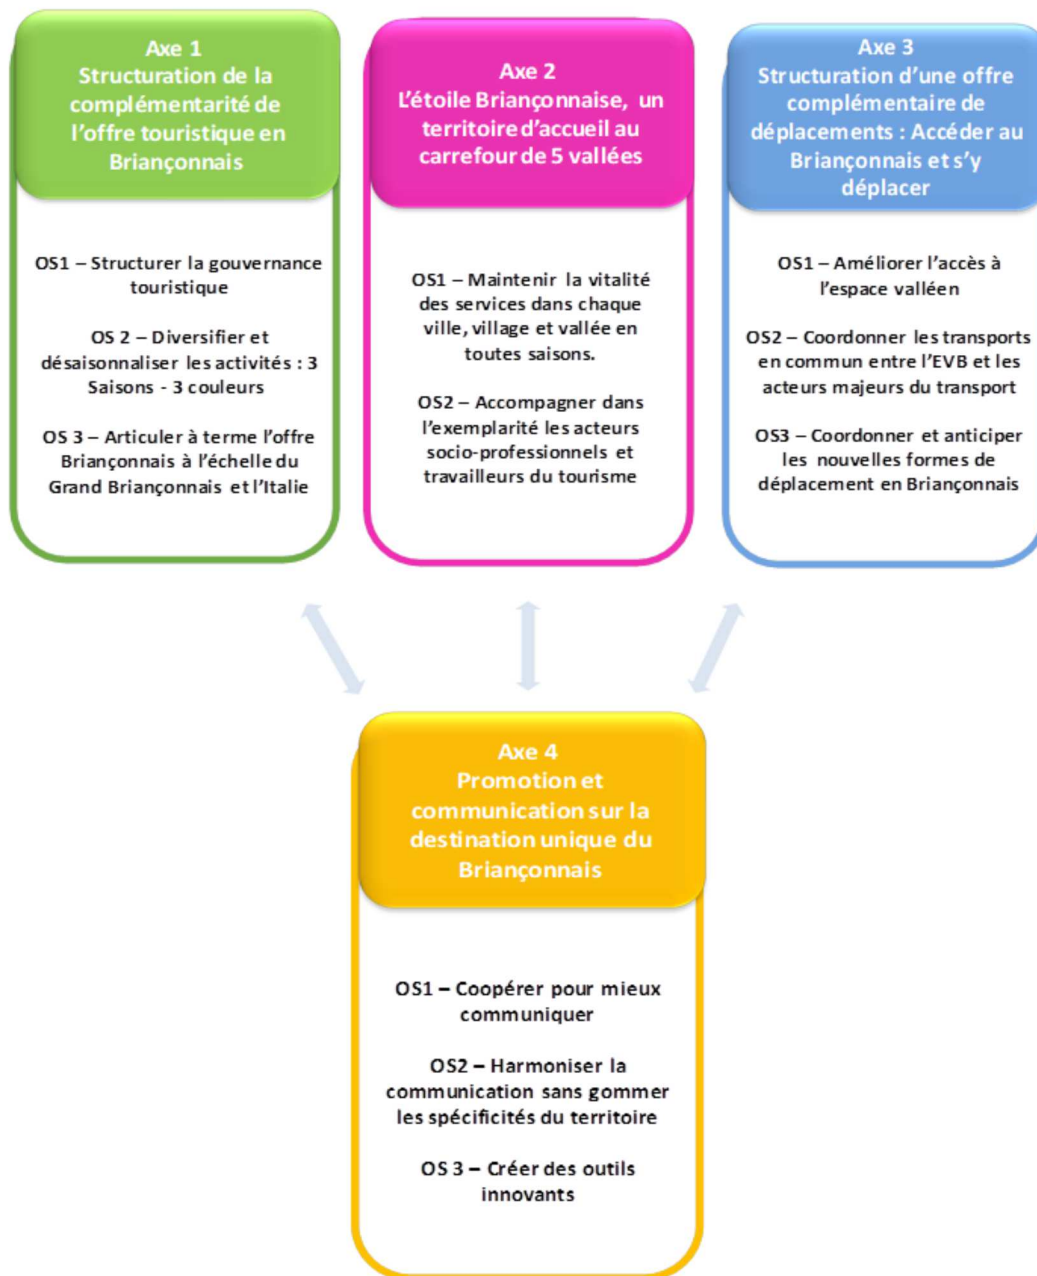 Axe 1
Structuration de la
complémentarité de
l'offre touristique en
Briançonnais
OS1 – Structurer la gouvernance
touristique
OS 2 – Diversifier et
désaisonnaliser les activités : 3
Saisons - 3 couleurs
OS 3 – Articuler à terme l'offre
Briançonnais à l'échelle du
Grand Briançonnais et l'Italie
Axe 2
L'étoile Briançonnaise, un
territoire d'accueil au
carrefour de 5 vallées
OS1 – Maintenir la vitalité
des services dans chaque
ville, village et vallée en
toutes saisons.
OS2 – Accompagner dans
l'exemplarité les acteurs
socio-professionnels et
travailleurs du tourisme
Axe 3
Structuration d'une offre
complémentaire de
déplacements : Accéder au
Briançonnais et s'y
déplacer
OS1 – Améliorer l'accès à
l'espace valléen
OS2 – Coordonner les transports
en commun entre l'EVB et les
acteurs majeurs du transport
OS3 – Coordonner et anticiper
les nouvelles formes de
déplacement en Briançonnais
Axe 4
Promotion et
communication sur la
destination unique du
Briançonnais
OS1 – Coopérer pour mieux
communiquer
OS2 – Harmoniser la
communication sans gommer
les spécificités du territoire
OS 3 – Créer des outils
innovants